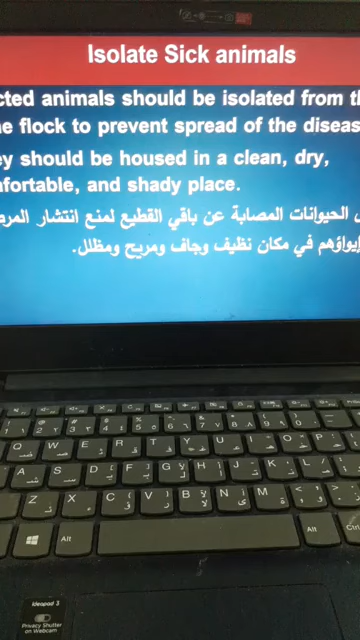 Isolate Sick animals
cted animals should be isolated from th
e flock to prevent spread of the diseas
ey should be housed in a clean, dry,
fortable, and shady place.
الحيوانات المصابة عن باقي القطيع لمنع انتشار المر
إيواؤهم في مكان نظيف وجاف ومريح ومظلل.
Q W E R T Y U I O P
A S D F G H J K L
Z X C V B N M
Alt
Alt
Ctrl
ideapad 3
Privacy Shutter
on Webcam